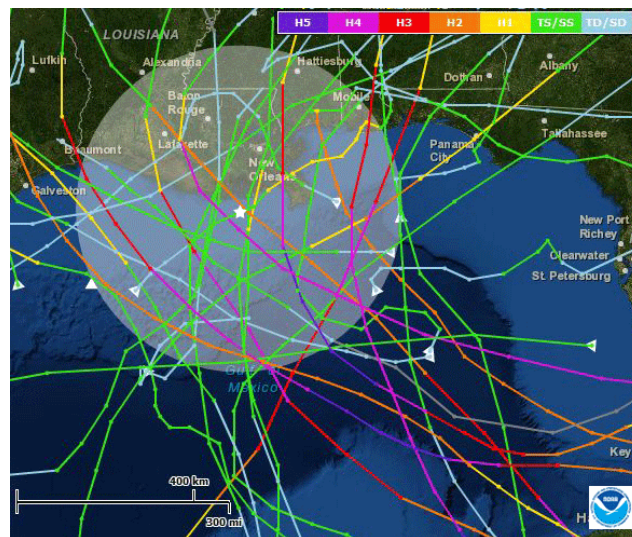 H5 H4 H3 H2 H1 TS/SS TD/SD
LOUISIANA
Lufkin
Alexandria
Hattiesburg
Dothan
Albany
Baton
Rouge
Mobile
Tallahassee
Beaumont
Lafayette
New
Orlean
Panama
City
Galveston
New Port
Richey
Clearwater
St. Petersburg
Gulf of
Mexico
Key
400 km
300 mi
NOAA
H